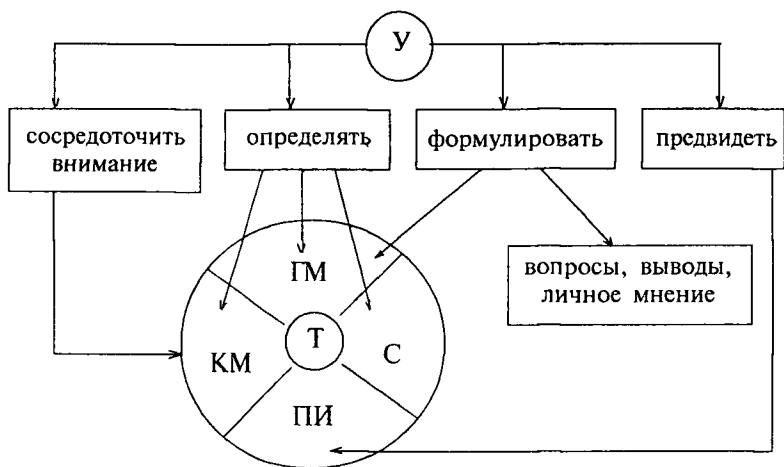 У
сосредоточить
внимание
определять
формулировать
предвидеть
вопросы, выводы,
личное мнение
ГМ
КМ
Т
С
ПИ